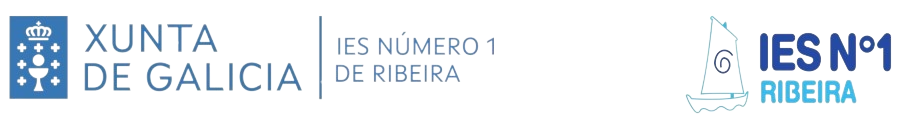 XUNTA
DE GALICIA
IES NÚMERO 1
DE RIBEIRA
IES Nº1
RIBEIRA